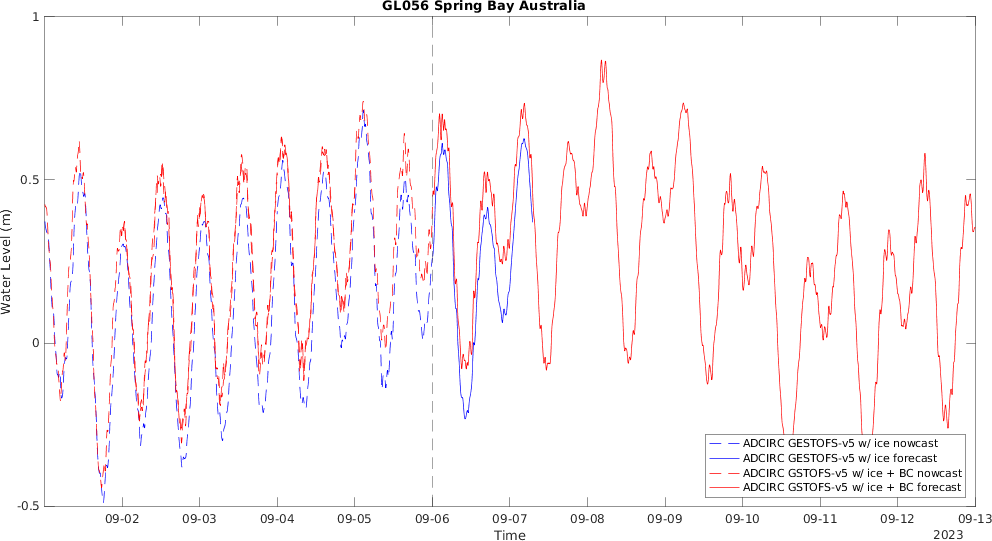 GL056 Spring Bay Australia
1
0.5
0
-0.5
Water Level (m)
09-02 09-03 09-04 09-05 09-06 09-07 09-08 09-09 09-10 09-11 09-12 09-13
Time
2023
ADCIRC GESTOFS-v5 w/ ice nowcast
ADCIRC GESTOFS-v5 w/ ice forecast
ADCIRC GSTOFS-v5 w/ ice + BC nowcast
ADCIRC GSTOFS-v5 w/ ice + BC forecast